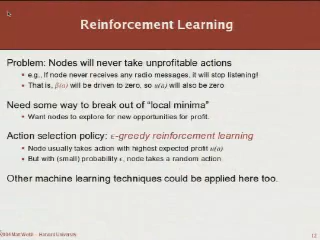 Reinforcement Learning
Problem: Nodes will never take unprofitable actions
e.g., If node never receives any radio messages, it will stop listening!
That is, β(a) will be driven to zero, so u(a) will also be zero
Need some way to break out of "local minima"
Want nodes to explore for new opportunities for profit.
Action selection policy: ϵ-greedy reinforcement learning
Node usually takes action with highest expected profit u(a)
But with (small) probability ϵ, node takes a random action
Other machine learning techniques could be applied here too.
Matt Welsh - Harvard University
12